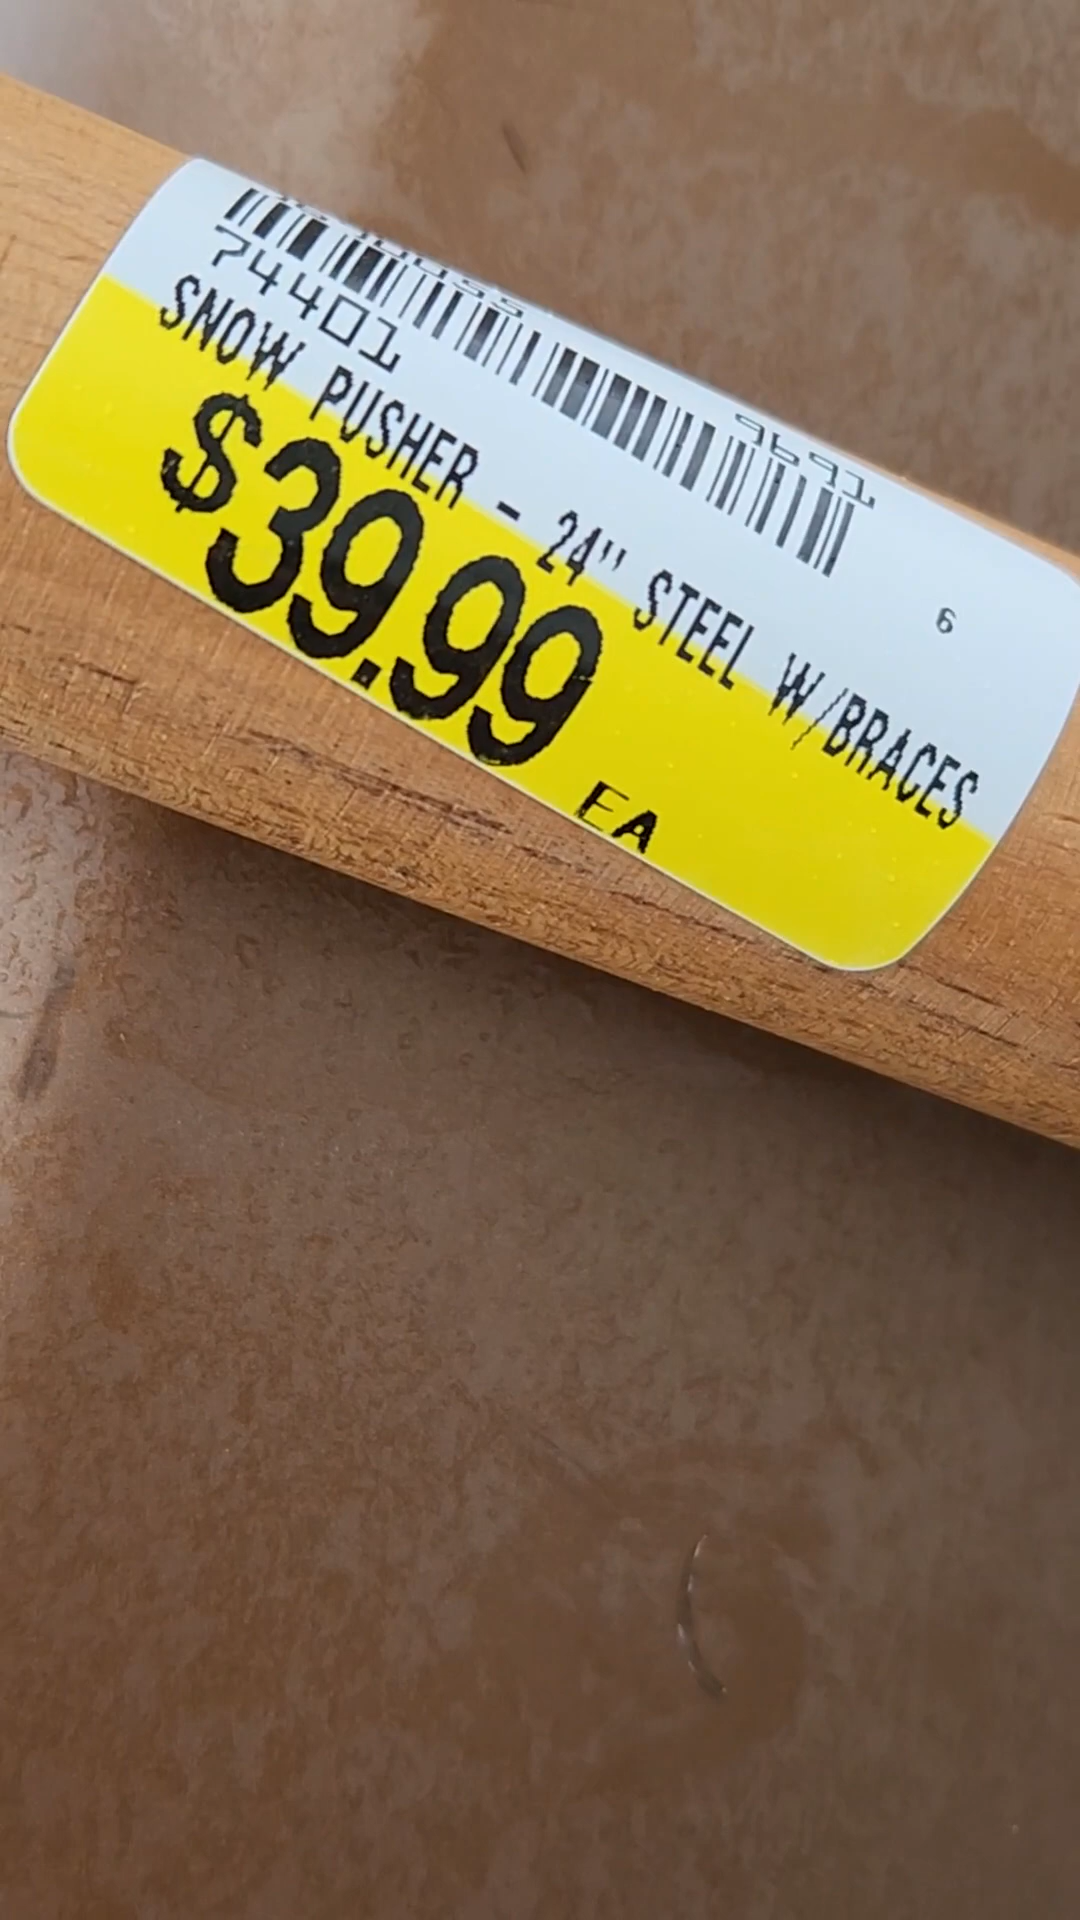 9691
74401
6
SNOW PUSHER - 24" STEEL W/BRACES
$39.99
EA